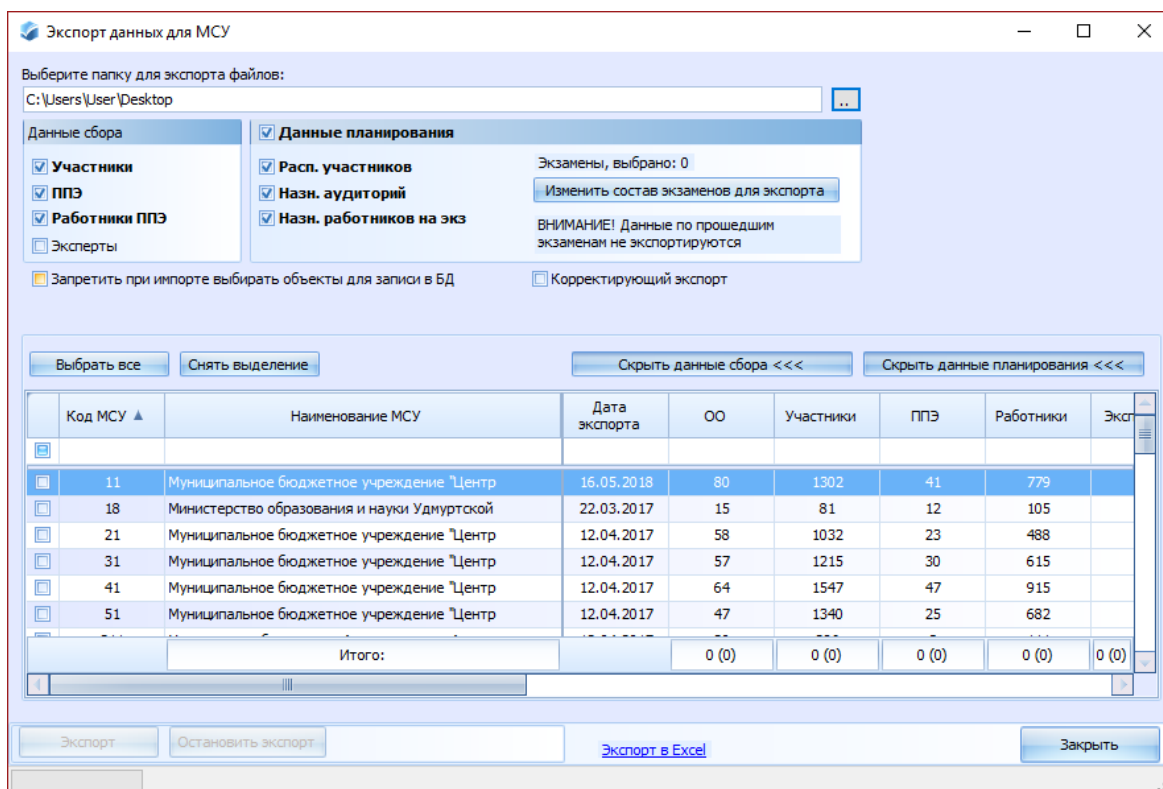 Экспорт данных для МСУ
Выберите папку для экспорта файлов:
C:\Users\User\Desktop
..
Данные сбора
Данные планирования
Участники
Расп. участников
Экзамены, выбрано: 0
ППЭ
Назн. аудиторий
Изменить состав экзаменов для экспорта
Работники ППЭ
Назн. работников на экз
ВНИМАНИЕ! Данные по прошедшим
экзаменам не экспортируются
Эксперты
Запретить при импорте выбирать объекты для записи в БД
Корректирующий экспорт
Выбрать все
Снять выделение
Скрыть данные сбора <<<
Скрыть данные планирования <<<
Код МСУ Наименование МСУ Дата экспорта ОО Участники ППЭ Работники Эксп
11 Муниципальное бюджетное учреждение "Центр 16.05.2018 80 1302 41 779
18 Министерство образования и науки Удмуртской 22.03.2017 15 81 12 105
21 Муниципальное бюджетное учреждение "Центр 12.04.2017 58 1032 23 488
31 Муниципальное бюджетное учреждение "Центр 12.04.2017 57 1215 30 615
41 Муниципальное бюджетное учреждение "Центр 12.04.2017 64 1547 47 915
51 Муниципальное бюджетное учреждение "Центр 12.04.2017 47 1340 25 682
Итого: 0 (0) 0 (0) 0 (0) 0 (0) 0 (0)
Экспорт
Остановить экспорт
Экспорт в Excel
Закрыть